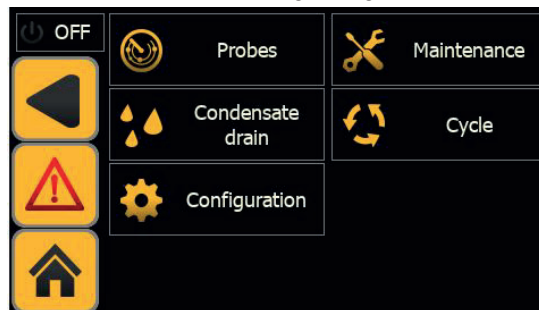 OFF
Probes
Maintenance
Condensate
drain
Cycle
Configuration